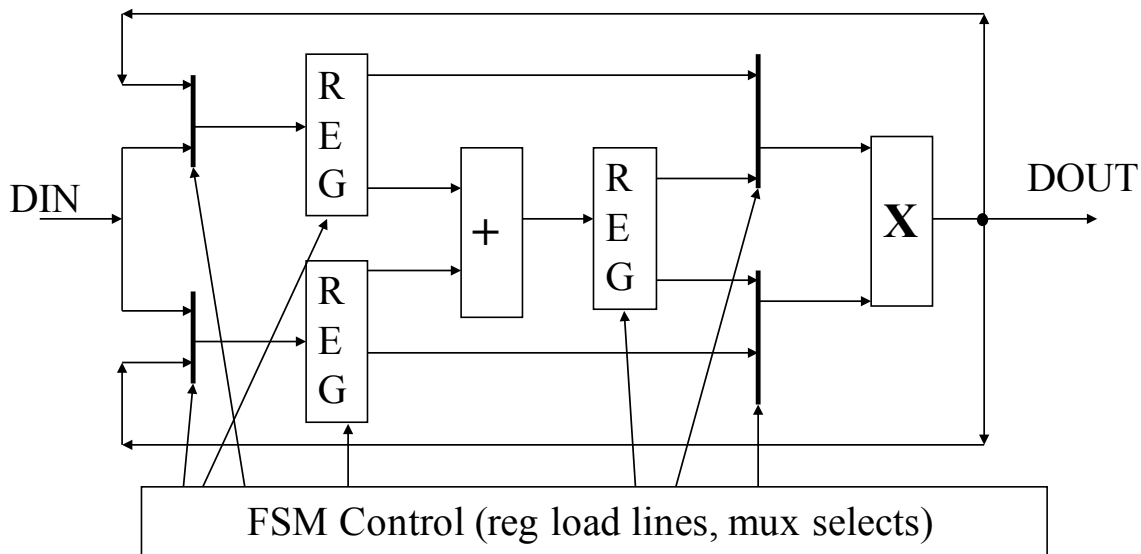 R
E
G
DIN
+
R
E
G
X
DOUT
R
E
G
FSM Control (reg load lines, mux selects)